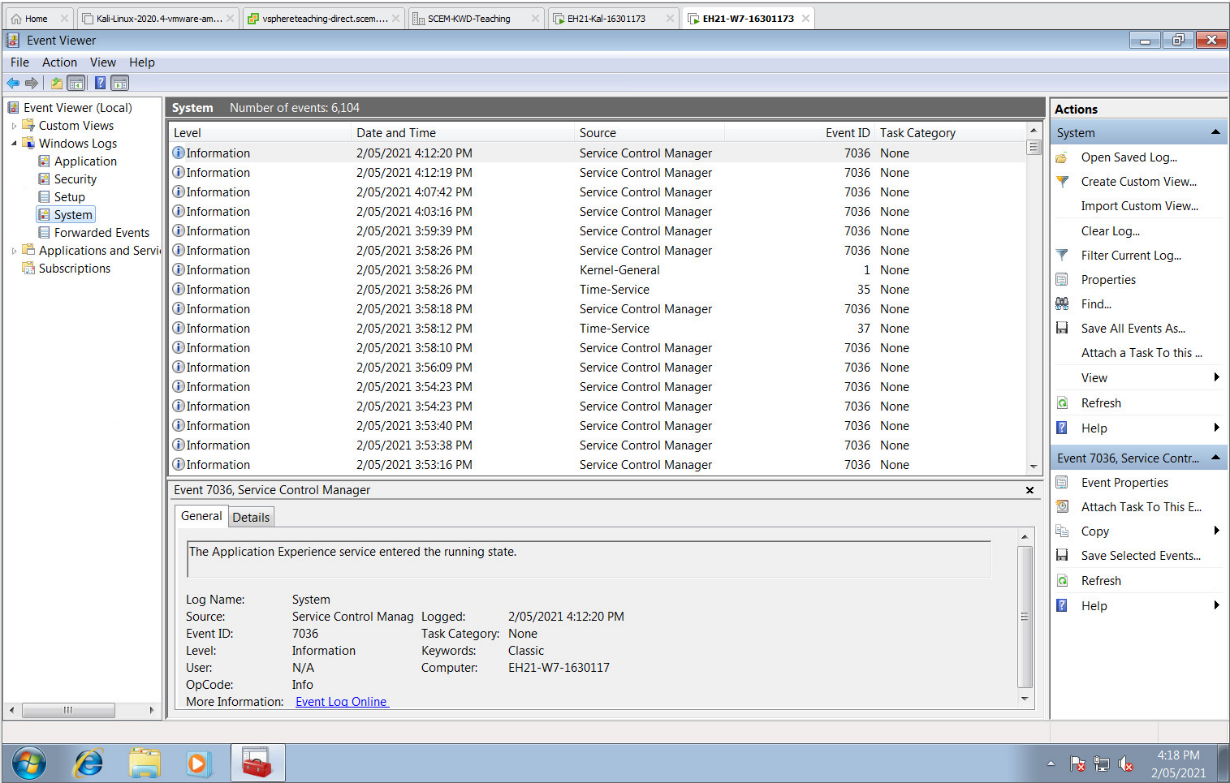 Home
Kali-Linux-2020.4-vmware-am...
vsphereteaching-direct.scem....
SCEM-KWD-Teaching
EH21-Kal-16301173
EH21-W7-16301173
Event Viewer
File Action View Help
Event Viewer (Local)
Custom Views
Windows Logs
Application
Security
Setup
System
Forwarded Events
Applications and Servi
Subscriptions
System Number of events: 6,104
Level Date and Time Source Event ID Task Category
Information 2/05/2021 4:12:20 PM Service Control Manager 7036 None
Information 2/05/2021 4:12:19 PM Service Control Manager 7036 None
Information 2/05/2021 4:07:42 PM Service Control Manager 7036 None
Information 2/05/2021 4:03:16 PM Service Control Manager 7036 None
Information 2/05/2021 3:59:39 PM Service Control Manager 7036 None
Information 2/05/2021 3:58:26 PM Service Control Manager 7036 None
Information 2/05/2021 3:58:26 PM Kernel-General 1 None
Information 2/05/2021 3:58:26 PM Time-Service 35 None
Information 2/05/2021 3:58:18 PM Service Control Manager 7036 None
Information 2/05/2021 3:58:12 PM Time-Service 37 None
Information 2/05/2021 3:58:10 PM Service Control Manager 7036 None
Information 2/05/2021 3:56:09 PM Service Control Manager 7036 None
Information 2/05/2021 3:54:23 PM Service Control Manager 7036 None
Information 2/05/2021 3:54:23 PM Service Control Manager 7036 None
Information 2/05/2021 3:53:40 PM Service Control Manager 7036 None
Information 2/05/2021 3:53:38 PM Service Control Manager 7036 None
Information 2/05/2021 3:53:16 PM Service Control Manager 7036 None
Event 7036, Service Control Manager
General Details
The Application Experience service entered the running state.
Log Name: System
Source: Service Control Manag Logged: 2/05/2021 4:12:20 PM
Event ID: 7036 Task Category: None
Level: Information Keywords: Classic
User: N/A Computer: EH21-W7-1630117
OpCode: Info
More Information: Event Log Online
Actions
System
Open Saved Log...
Create Custom View...
Import Custom View...
Clear Log...
Filter Current Log...
Properties
Find...
Save All Events As...
Attach a Task To this ...
View
Refresh
Help
Event 7036, Service Contr...
Event Properties
Attach Task To This E...
Copy
Save Selected Events...
Refresh
Help
4:18 PM
2/05/2021